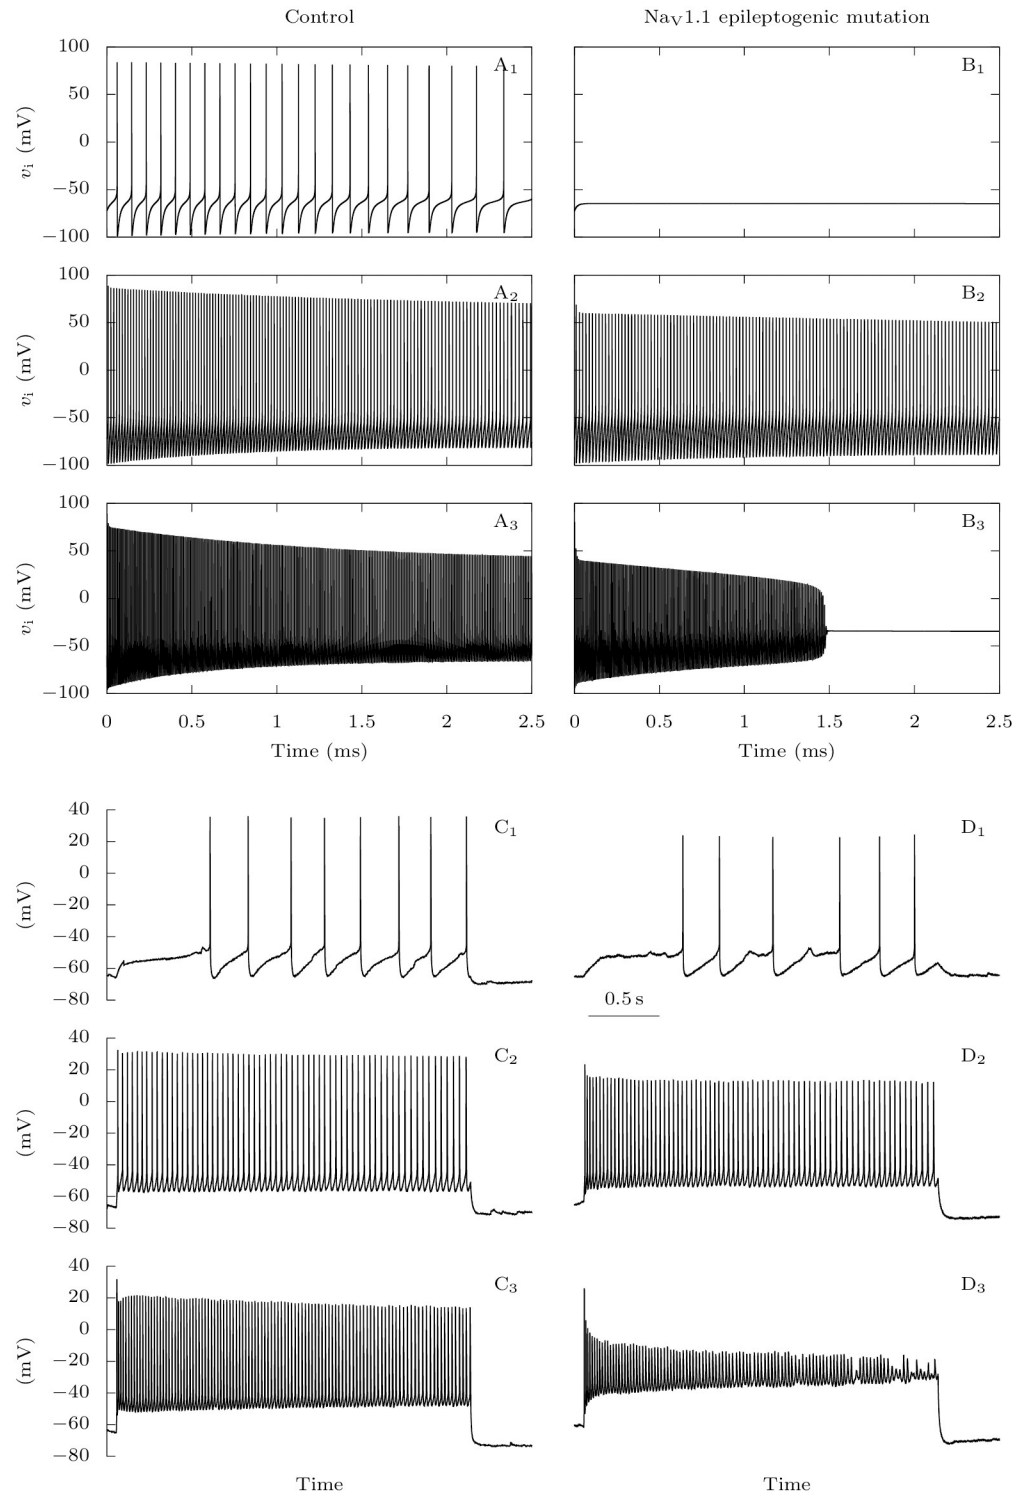 Control NaV1.1 epileptogenic mutation
100 A1 B1
50
0
−50
−100
vi (mV)
100 A2 B2
50
0
−50
−100
vi (mV)
100 A3 B3
50
0
−50
−100
vi (mV)
0 0.5 1 1.5 2 2.5 0 0.5 1 1.5 2 2.5
Time (ms) Time (ms)
40 C1 D1
20
0
−20
−40
−60
−80
(mV)
0.5 s
40 C2 D2
20
0
−20
−40
−60
−80
(mV)
40 C3 D3
20
0
−20
−40
−60
−80
(mV)
Time Time